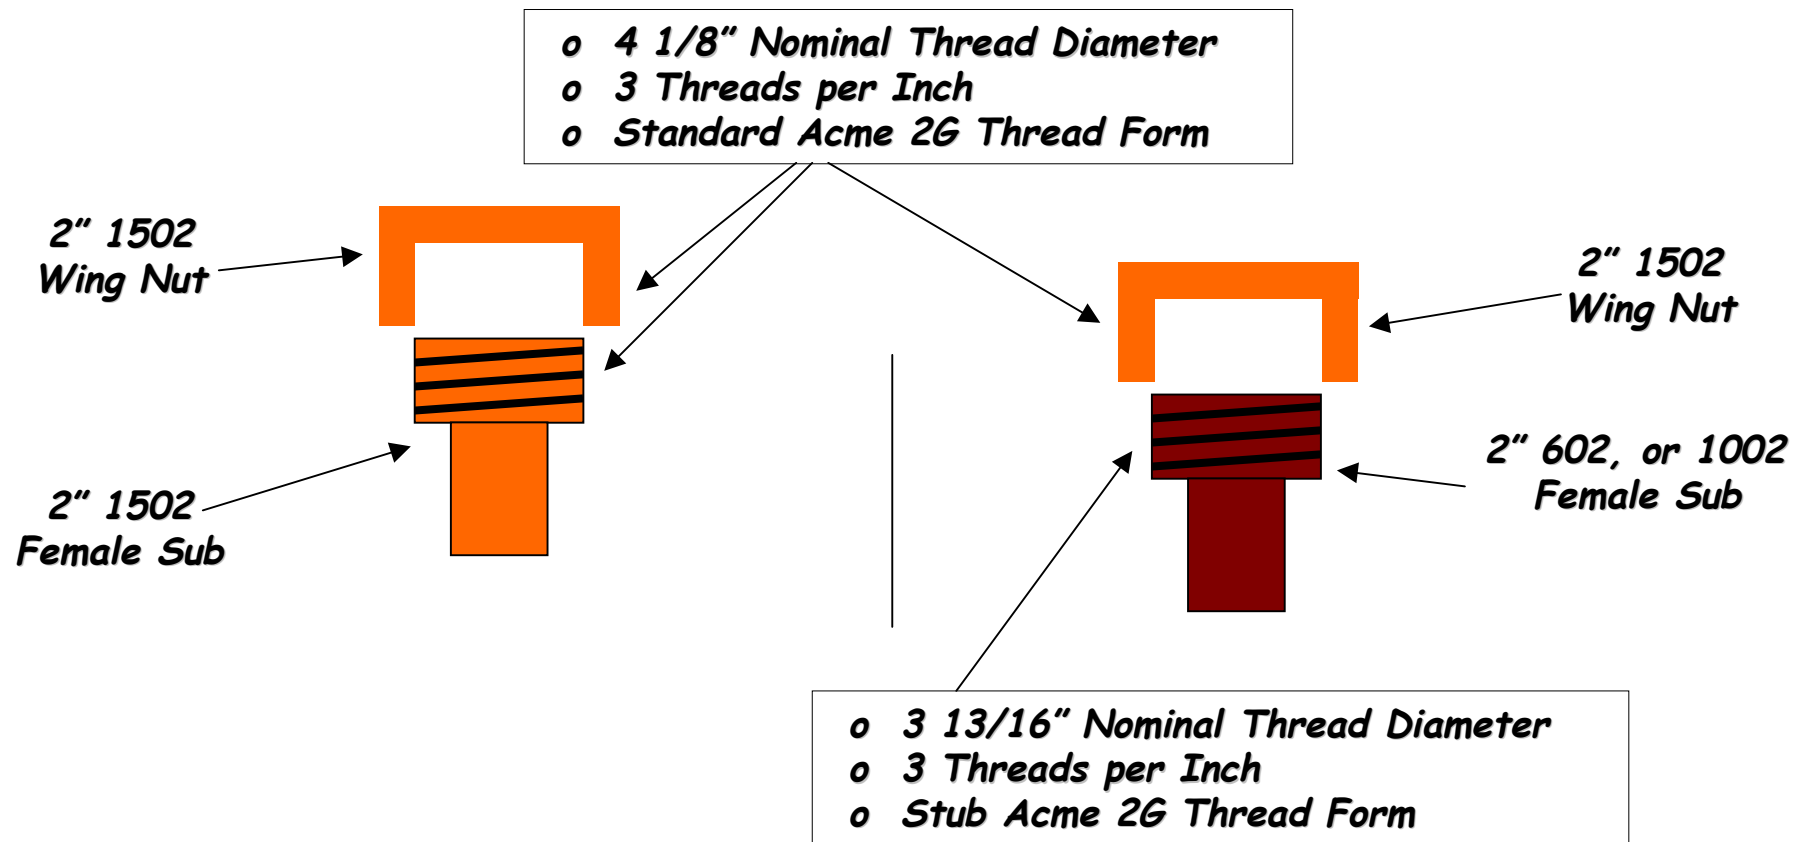 o 4 1/8” Nominal Thread Diameter
o 3 Threads per Inch
o Standard Acme 2G Thread Form
2” 1502
Wing Nut
2” 1502
Wing Nut
2” 1502
Female Sub
2” 602, or 1002
Female Sub
o 3 13/16” Nominal Thread Diameter
o 3 Threads per Inch
o Stub Acme 2G Thread Form